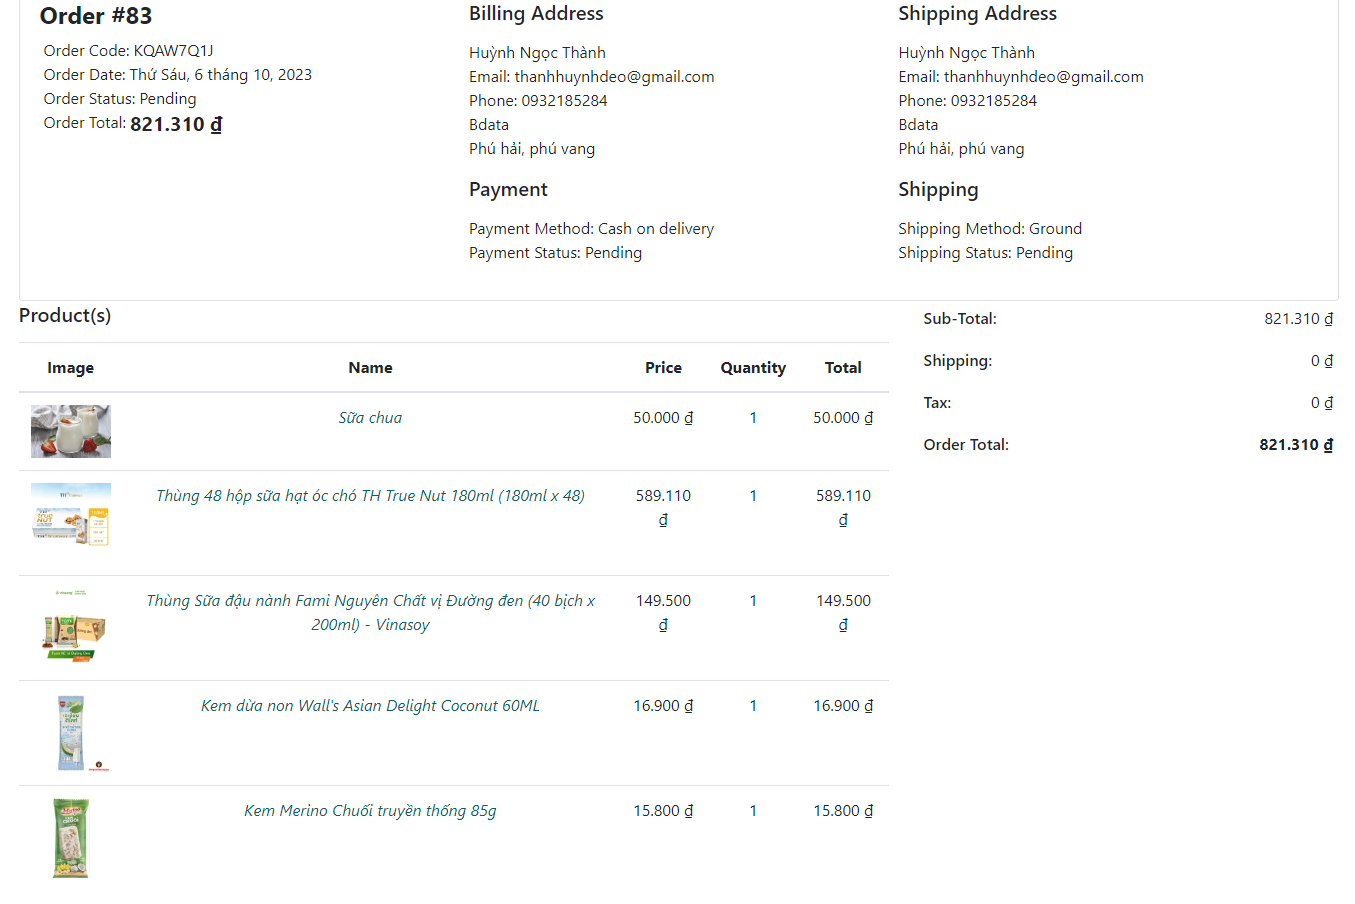 Order #83
Order Code: KQAW7Q1J
Order Date: Thứ Sáu, 6 tháng 10, 2023
Order Status: Pending
Order Total: 821.310 ₫
Billing Address
Huỳnh Ngọc Thành
Email: thanhhuynhdeo@gmail.com
Phone: 0932185284
Bdata
Phú hải, phú vang
Payment
Payment Method: Cash on delivery
Payment Status: Pending
Shipping Address
Huỳnh Ngọc Thành
Email: thanhhuynhdeo@gmail.com
Phone: 0932185284
Bdata
Phú hải, phú vang
Shipping
Shipping Method: Ground
Shipping Status: Pending
Product(s)
Image Name Price Quantity Total
Sữa chua 50.000 ₫ 1 50.000 ₫
Thùng 48 hộp sữa hạt óc chó TH True Nut 180ml (180ml x 48) 589.110 1 589.110
₫ ₫
Thùng Sữa đậu nành Fami Nguyên Chất vị Đường đen (40 bịch x 149.500 1 149.500
200ml) - Vinasoy ₫ ₫
Kem dừa non Wall's Asian Delight Coconut 60ML 16.900 ₫ 1 16.900 ₫
Kem Merino Chuối truyền thống 85g 15.800 ₫ 1 15.800 ₫
Sub-Total: 821.310 ₫
Shipping: 0 ₫
Tax: 0 ₫
Order Total: 821.310 ₫